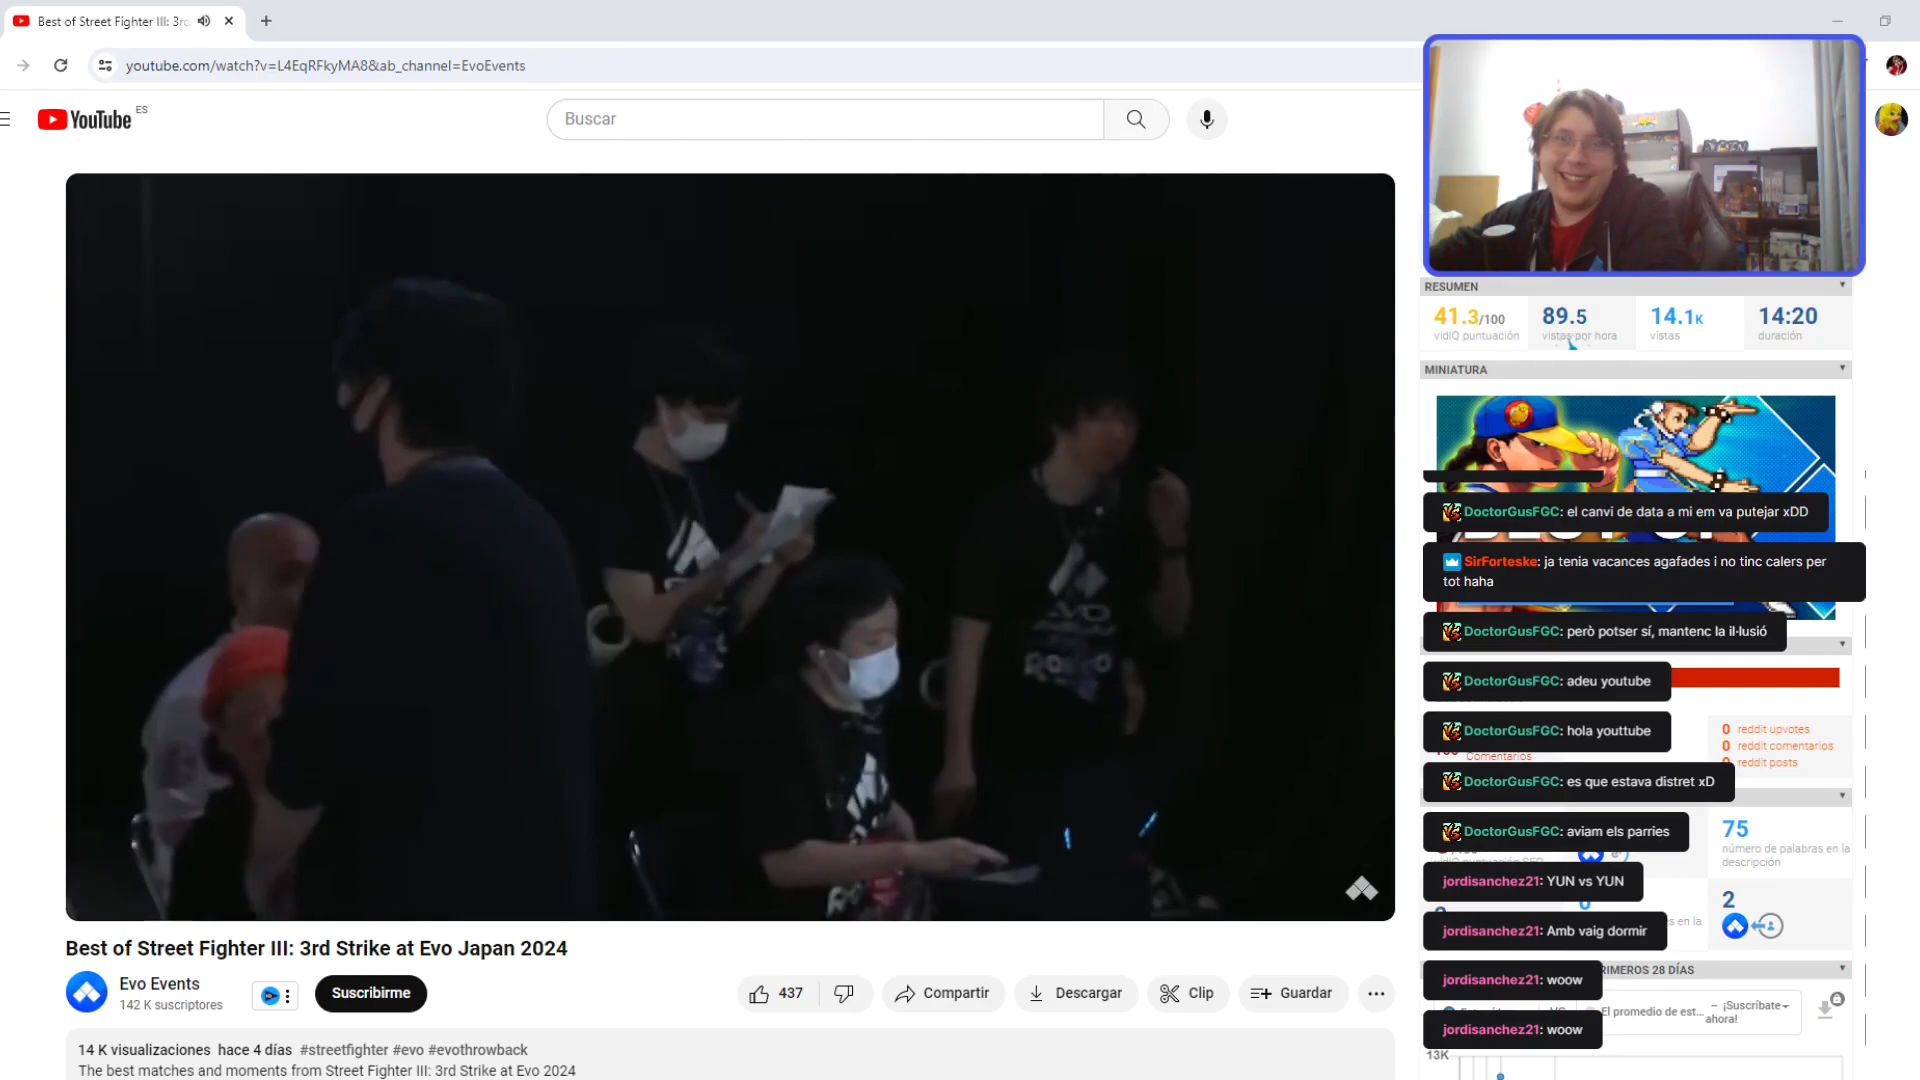 Best of Street Fighter III: 3rd
youtube.com/watch?v=L4EqRFkyMA8&ab_channel=EvoEvents
YouTube ES
Buscar
RESUMEN
41.3/100
vidIQ puntuación
89.5
vistas por hora
14.1K
vistas
14:20
duración
MINIATURA
DoctorGusFGC: el canvi de data a mi em va putejar xDD
SirForteske: ja tenia vacances agafades i no tinc calers per
tot haha
DoctorGusFGC: però potser sí, mantenc la il·lusió
DoctorGusFGC: adeu youtube
DoctorGusFGC: hola youttube
Comentarios
0 reddit upvotes
0 reddit comentarios
0 reddit posts
DoctorGusFGC: es que estava distret xD
DoctorGusFGC: aviam els parries
75
número de palabras en la
descripción
jordisanchez21: YUN vs YUN
2
es en la
jordisanchez21: Amb vaig dormir
RIMEROS 28 DÍAS
jordisanchez21: woow
El promedio de est...
– ¡Suscríbate
ahora!
jordisanchez21: woow
13K
Best of Street Fighter III: 3rd Strike at Evo Japan 2024
Evo Events
142 K suscriptores
Suscribirme
437
Compartir
Descargar
Clip
Guardar
14 K visualizaciones hace 4 días #streetfighter #evo #evothrowback
The best matches and moments from Street Fighter III: 3rd Strike at Evo 2024